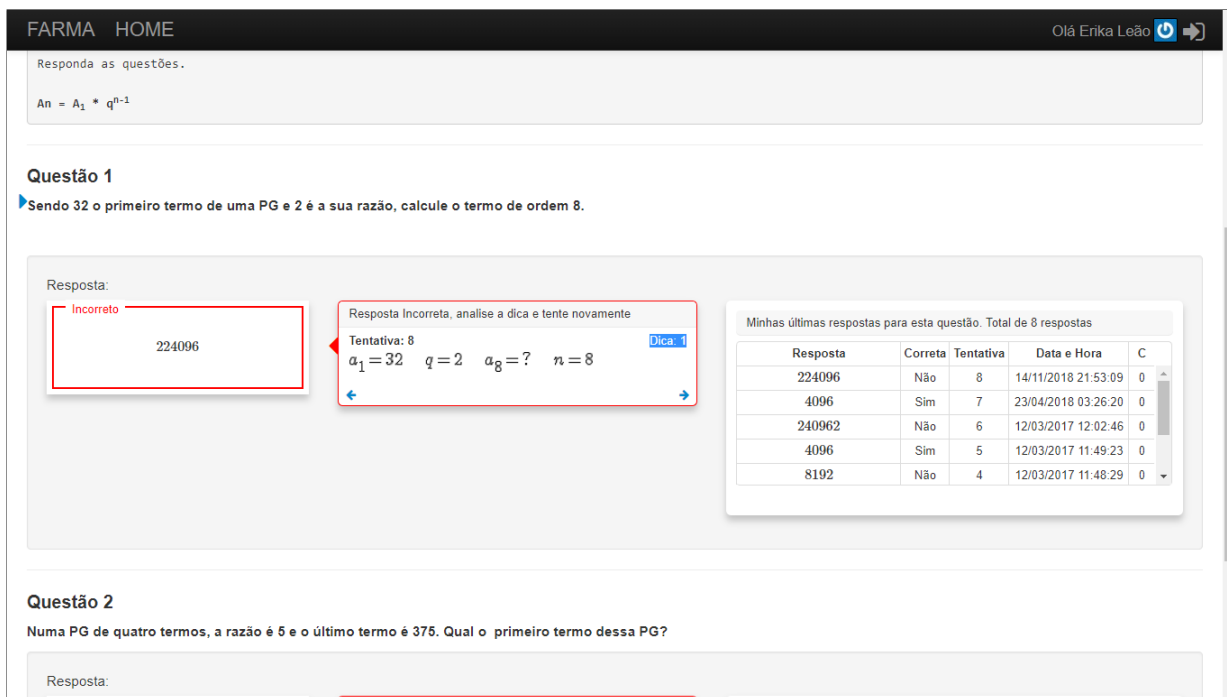 FARMA HOME Olá Erika Leão
Responda as questões.
An = A₁ * qⁿ⁻¹
Questão 1
Sendo 32 o primeiro termo de uma PG e 2 é a sua razão, calcule o termo de ordem 8.
Resposta:
Incorreto
224096
Resposta Incorreta, analise a dica e tente novamente
Tentativa: 8 Dica: 1
a₁ = 32 q = 2 a₈ = ? n = 8
Minhas últimas respostas para esta questão. Total de 8 respostas
Resposta Correta Tentativa Data e Hora C
224096 Não 8 14/11/2018 21:53:09 0
4096 Sim 7 23/04/2018 03:26:20 0
240962 Não 6 12/03/2017 12:02:46 0
4096 Sim 5 12/03/2017 11:49:23 0
8192 Não 4 12/03/2017 11:48:29 0
Questão 2
Numa PG de quatro termos, a razão é 5 e o último termo é 375. Qual o primeiro termo dessa PG?
Resposta: